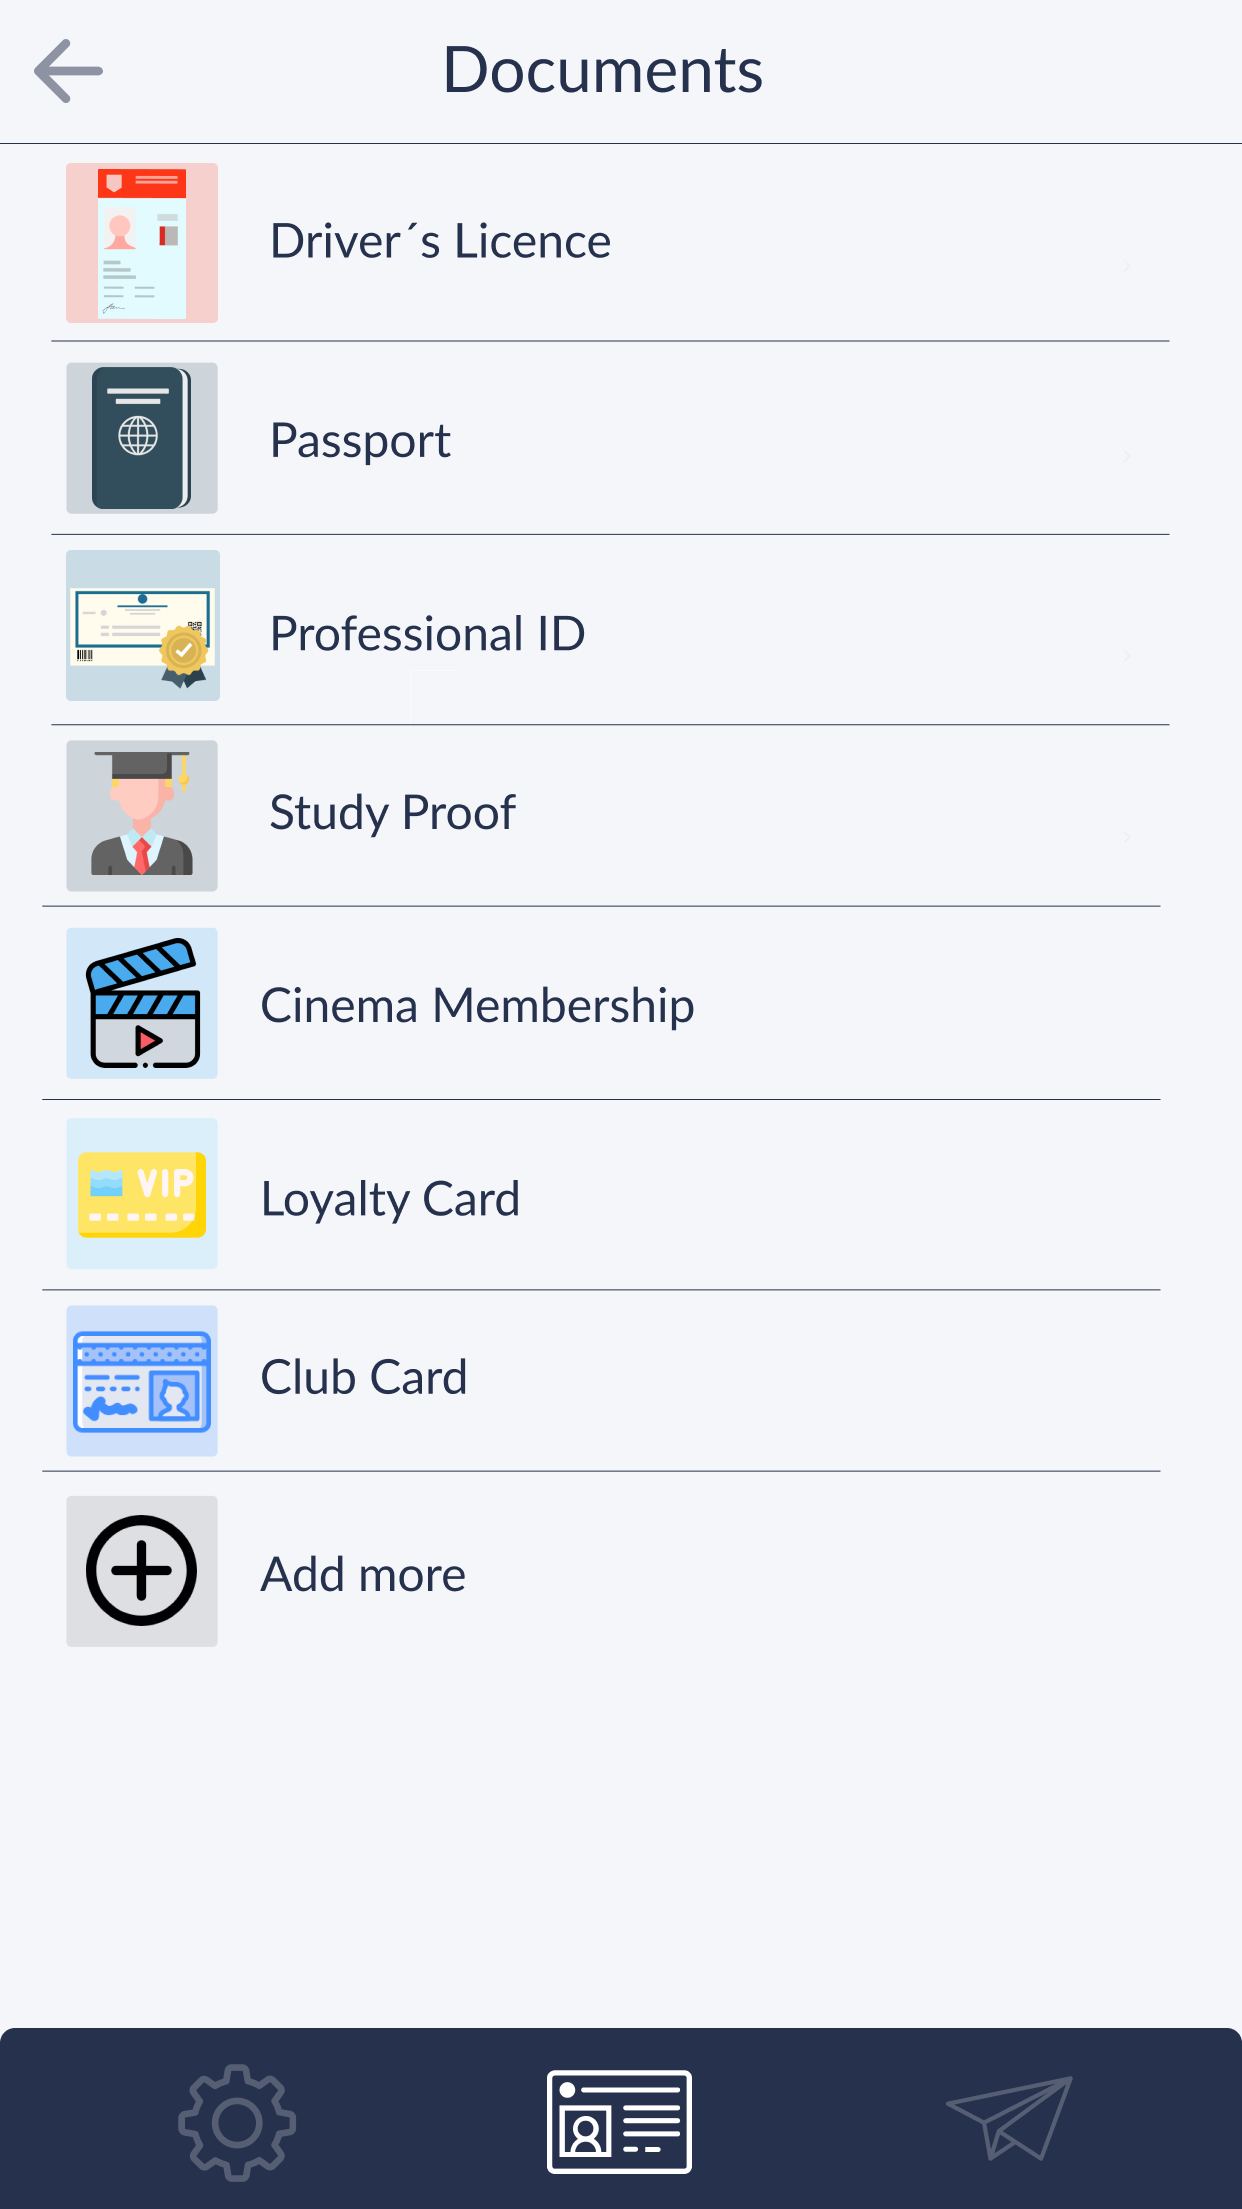 Documents
Driver´s Licence
Passport
Professional ID
Study Proof
Cinema Membership
VIP
Loyalty Card
Club Card
Add more